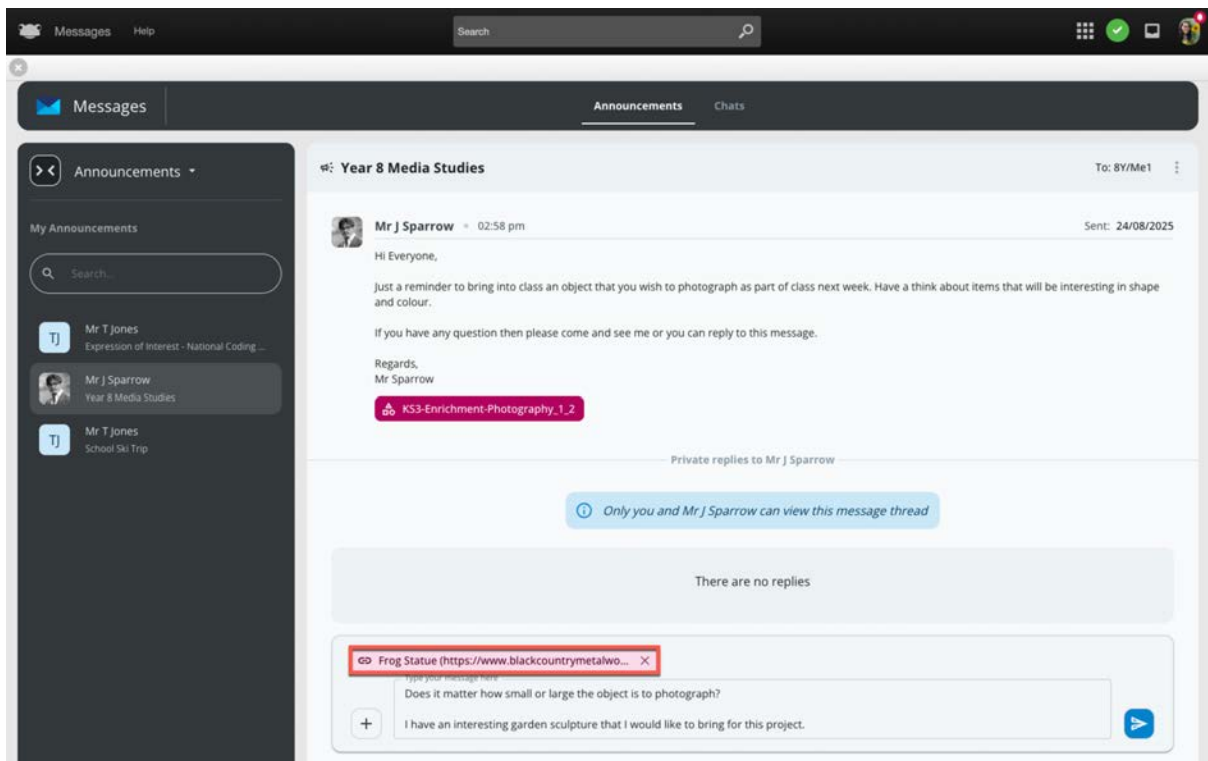 Messages Help Search
Messages Announcements Chats
Announcements
My Announcements
Search...
TJ Mr T Jones
Expression of Interest - National Coding ...
Mr J Sparrow
Year 8 Media Studies
TJ Mr T Jones
School Ski Trip
Year 8 Media Studies To: 8Y/Me1
Mr J Sparrow 02:58 pm Sent: 24/08/2025
Hi Everyone,
Just a reminder to bring into class an object that you wish to photograph as part of class next week. Have a think about items that will be interesting in shape
and colour.
If you have any question then please come and see me or you can reply to this message.
Regards,
Mr Sparrow
KS3-Enrichment-Photography_1_2
Private replies to Mr J Sparrow
Only you and Mr J Sparrow can view this message thread
There are no replies
Frog Statue (https://www.blackcountrymetalwo...
Type your message here
Does it matter how small or large the object is to photograph?
I have an interesting garden sculpture that I would like to bring for this project.